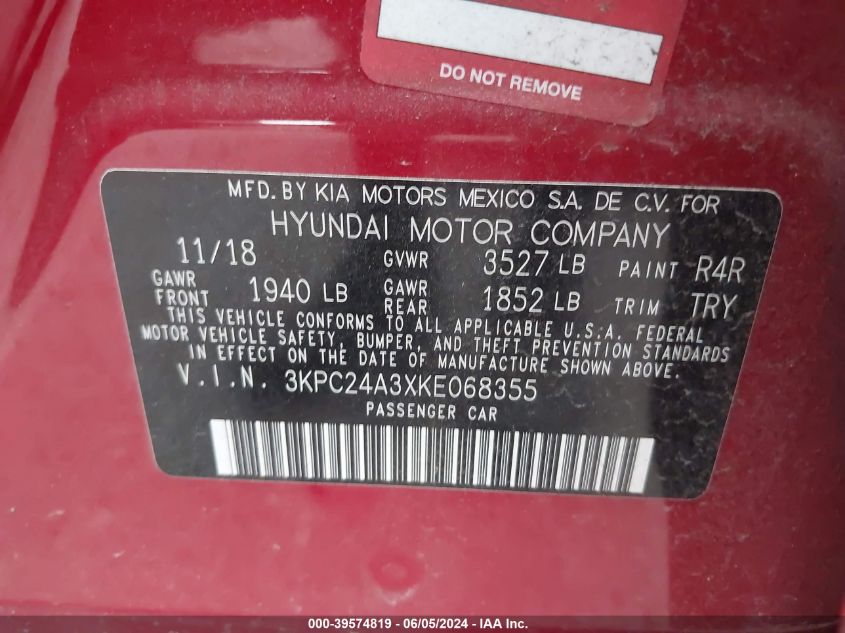 DO NOT REMOVE
MFD. BY KIA MOTORS MEXICO S.A. DE C.V. FOR
HYUNDAI MOTOR COMPANY
11/18 GVWR 3527 LB PAINT R4R
GAWR FRONT 1940 LB GAWR REAR 1852 LB TRIM TRY
THIS VEHICLE CONFORMS TO ALL APPLICABLE U.S.A. FEDERAL
MOTOR VEHICLE SAFETY, BUMPER, AND THEFT PREVENTION STANDARDS
IN EFFECT ON THE DATE OF MANUFACTURE SHOWN ABOVE.
V.I.N. 3KPC24A3XKE068355
PASSENGER CAR
000-39574819 - 06/05/2024 - IAA Inc.